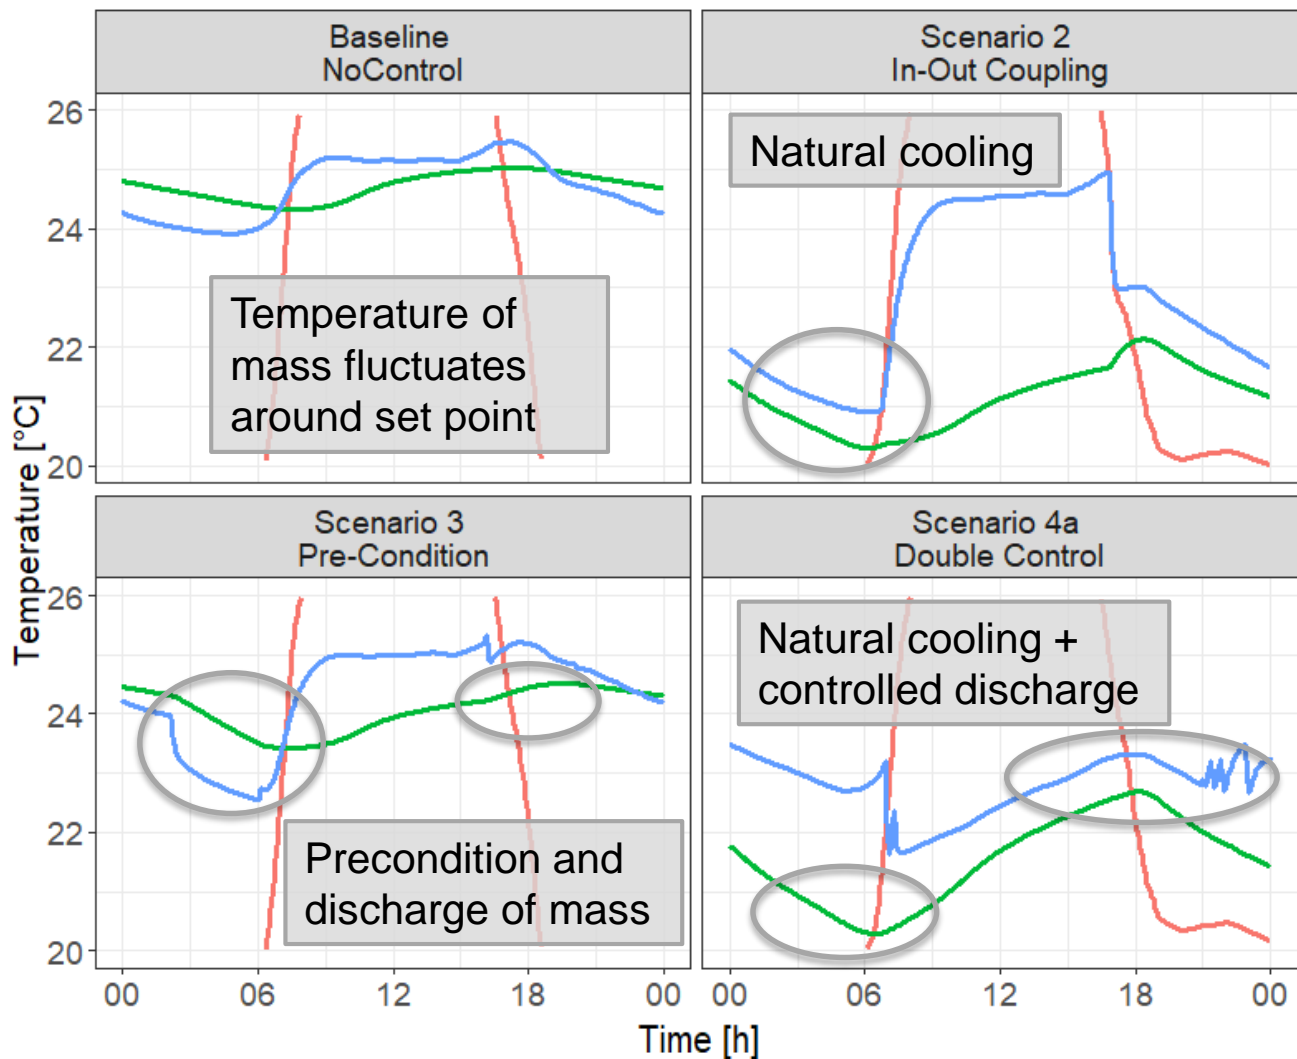 Baseline
NoControl
Scenario 2
In-Out Coupling
26
24
22
20
Temperature of
mass fluctuates
around set point
Natural cooling
Temperature [°C]
Scenario 3
Pre-Condition
Scenario 4a
Double Control
26
24
22
20
Precondition and
discharge of mass
Natural cooling +
controlled discharge
00 06 12 18 00
00 06 12 18 00
Time [h]